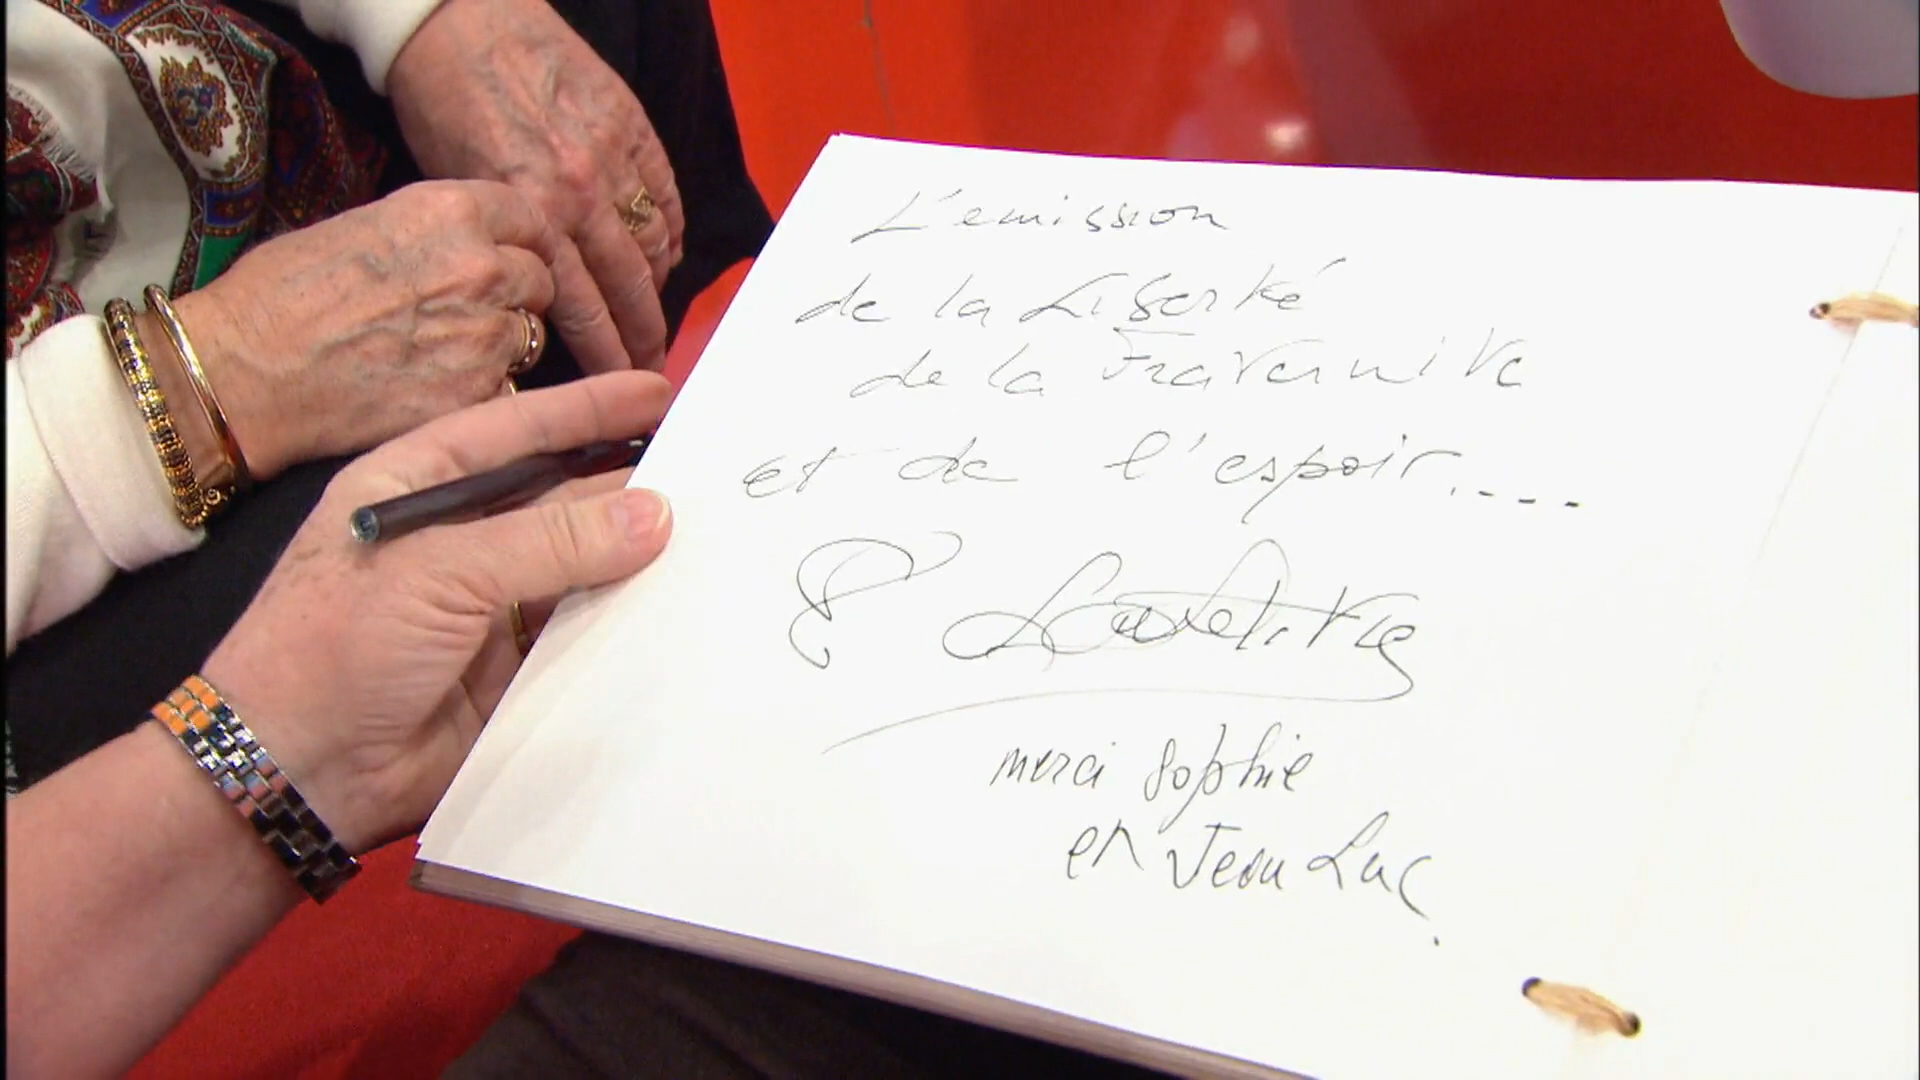 L'emission
de la Liberté
de la Fraternité
et de l'espoir....
merci Sophie
et Jean Luc.